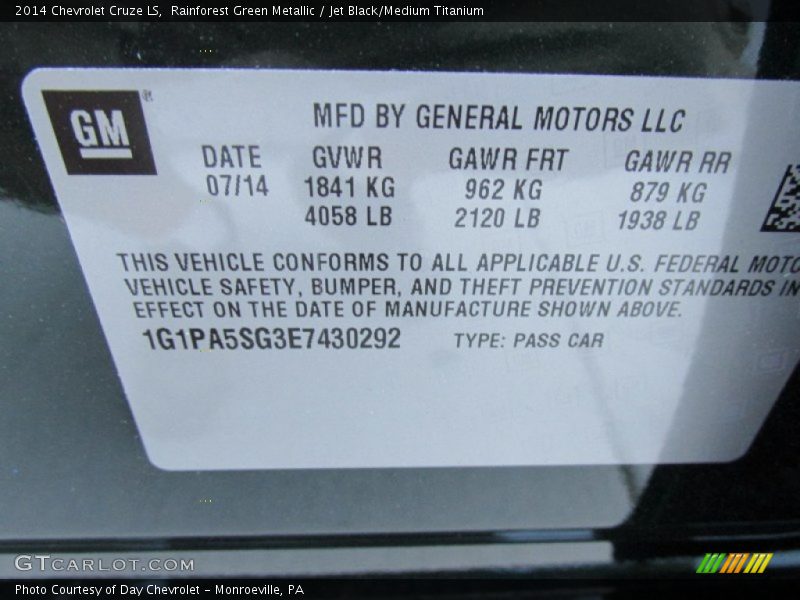 2014 Chevrolet Cruze LS, Rainforest Green Metallic / Jet Black/Medium Titanium
GM®
MFD BY GENERAL MOTORS LLC
DATE GVWR GAWR FRT GAWR RR
07/14 1841 KG 962 KG 879 KG
4058 LB 2120 LB 1938 LB
THIS VEHICLE CONFORMS TO ALL APPLICABLE U.S. FEDERAL MOTO
VEHICLE SAFETY, BUMPER, AND THEFT PREVENTION STANDARDS IN
EFFECT ON THE DATE OF MANUFACTURE SHOWN ABOVE.
1G1PA5SG3E7430292 TYPE: PASS CAR
GTCARLOT.COM
Photo Courtesy of Day Chevrolet - Monroeville, PA